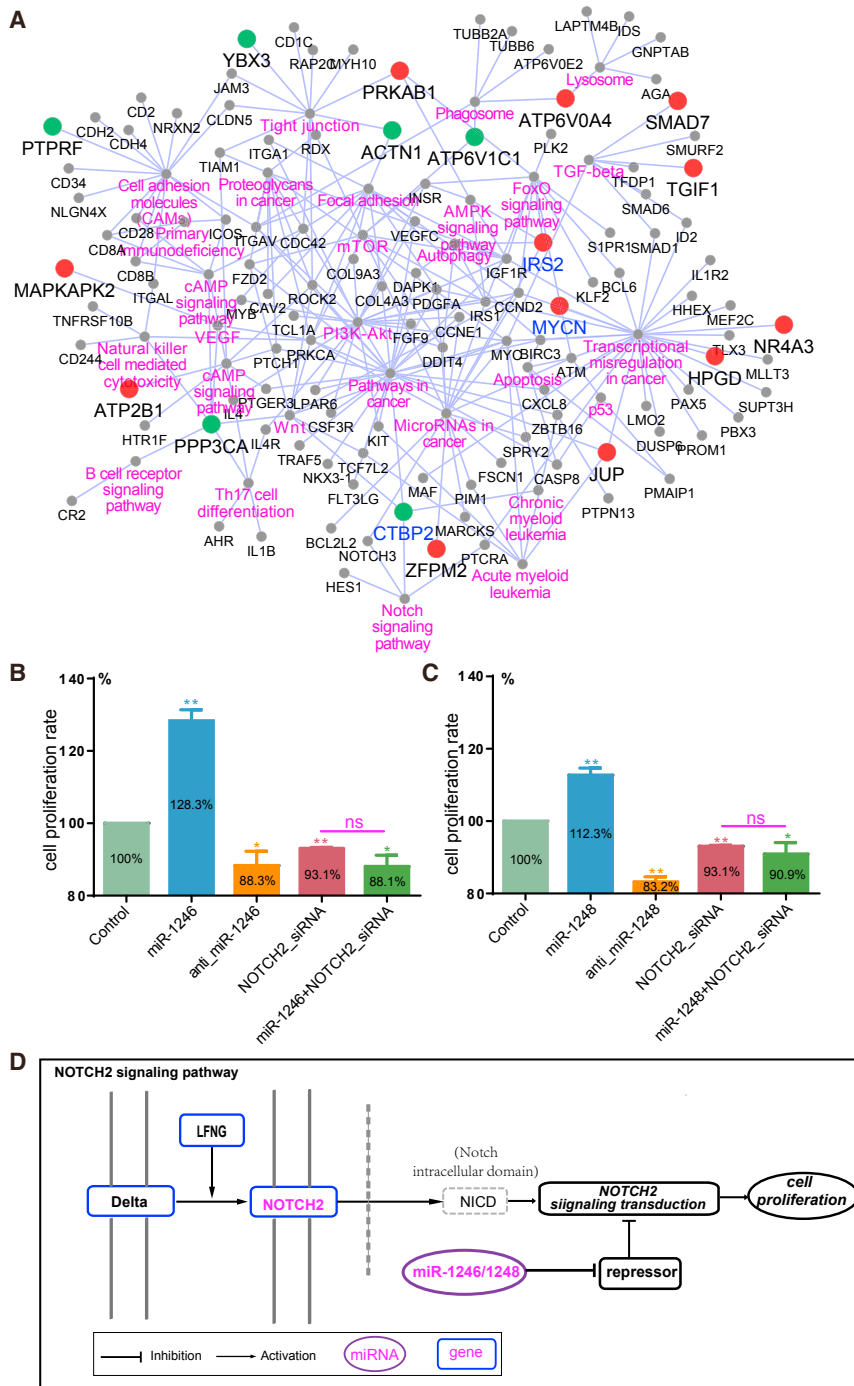 A
YBX3
CD1C
RAP2C
MYH10
JAM3
CLDN5
PRKAB1
TUBB2A
TUBB6
ATP6V0E2
LAPTM4B
IDS
GNPTAB
Lysosome
AGA
Phagosome
ATP6V0A4
SMAD7
PTPRF
CDH2
CD2
CDH4
NRXN2
Tight junction
RDX
ACTN1
ATP6V1C1
PLK2
SMURF2
TGF-beta
TFDP1
TGIF1
TIAM1
ITGA1
CD34
NLGN4X
Cell adhesion
molecules
(CAMs)
Proteoglycans
in cancer
Focal adhesion
INSR
FoxO
signaling
pathway
SMAD6
ID2
CD28
Primary
immunodeficiency
ICOS
CD8A
ITGAV
CDC42
mTOR
VEGFC
AMPK
signaling
pathway
Autophagy
S1PR1
SMAD1
IRS2
IGF1R
BCL6
IL1R2
KLF2
HHEX
MEF2C
MAPKAPK2
CD8B
ITGAL
cAMP
signaling
pathway
FZD2
COL9A3
DAPK1
COL4A3
PDGFA
ROCK2
CAV2
MYB
TNFRSF10B
VEGF
TCL1A
PI3K-Akt
FGF9
IRS1
CCND2
CCNE1
MYCN
NR4A3
TLX3
CD244
Natural killer
cell mediated
cytotoxicity
PRKCA
PTCH1
DDIT4
MYC
BIRC3
Transcriptional
misregulation
in cancer
HPGD
MLLT3
cAMP
signaling
pathway
Pathways in
cancer
Apoptosis
ATM
p53
PAX5
SUPT3H
ATP2B1
PTGER3
LPAR6
IL4
CXCL8
LMO2
PBX3
HTR1F
PPP3CA
Wnt
CSF3R
MicroRNAs in
cancer
ZBTB16
DUSP6
PROM1
IL4R
KIT
SPRY2
JUP
B cell receptor
signaling
pathway
TRAF5
TCF7L2
NKX3-1
FSCN1
CASP8
PMAIP1
Th17 cell
differentiation
FLT3LG
MAF
PIM1
Chronic
myeloid
leukemia
PTPN13
CR2
CTBP2
AHR
IL1B
BCL2L2
NOTCH3
MARCKS
ZFPM2
PTCRA
HES1
Acute myeloid
leukemia
Notch
signaling
pathway
B
%
cell proliferation rate
140
120
100
80
100%
128.3%
88.3%
93.1%
88.1%
**
*
**
*
ns
Control
miR-1246
anti_miR-1246
NOTCH2_siRNA
miR-1246+NOTCH2_siRNA
C
%
cell proliferation rate
140
120
100
80
100%
112.3%
83.2%
93.1%
90.9%
**
**
**
*
ns
Control
miR-1248
anti_miR-1248
NOTCH2_siRNA
miR-1248+NOTCH2_siRNA
D
NOTCH2 signaling pathway
LFNG
Delta
NOTCH2
(Notch
intracellular domain)
NICD
NOTCH2
siignaling transduction
cell
proliferation
miR-1246/1248
repressor
Inhibition
Activation
miRNA
gene